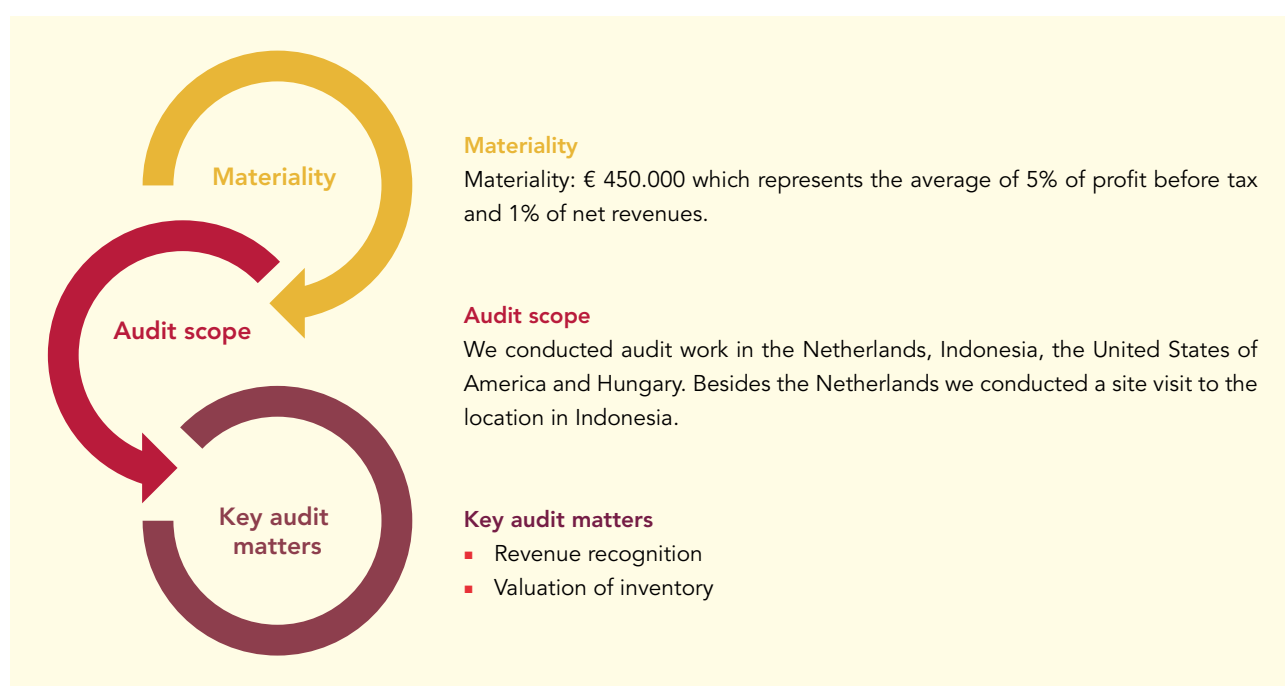 Materiality
Audit scope
Key audit
matters
Materiality
Materiality: € 450.000 which represents the average of 5% of profit before tax
and 1% of net revenues.
Audit scope
We conducted audit work in the Netherlands, Indonesia, the United States of
America and Hungary. Besides the Netherlands we conducted a site visit to the
location in Indonesia.
Key audit matters
▪ Revenue recognition
▪ Valuation of inventory